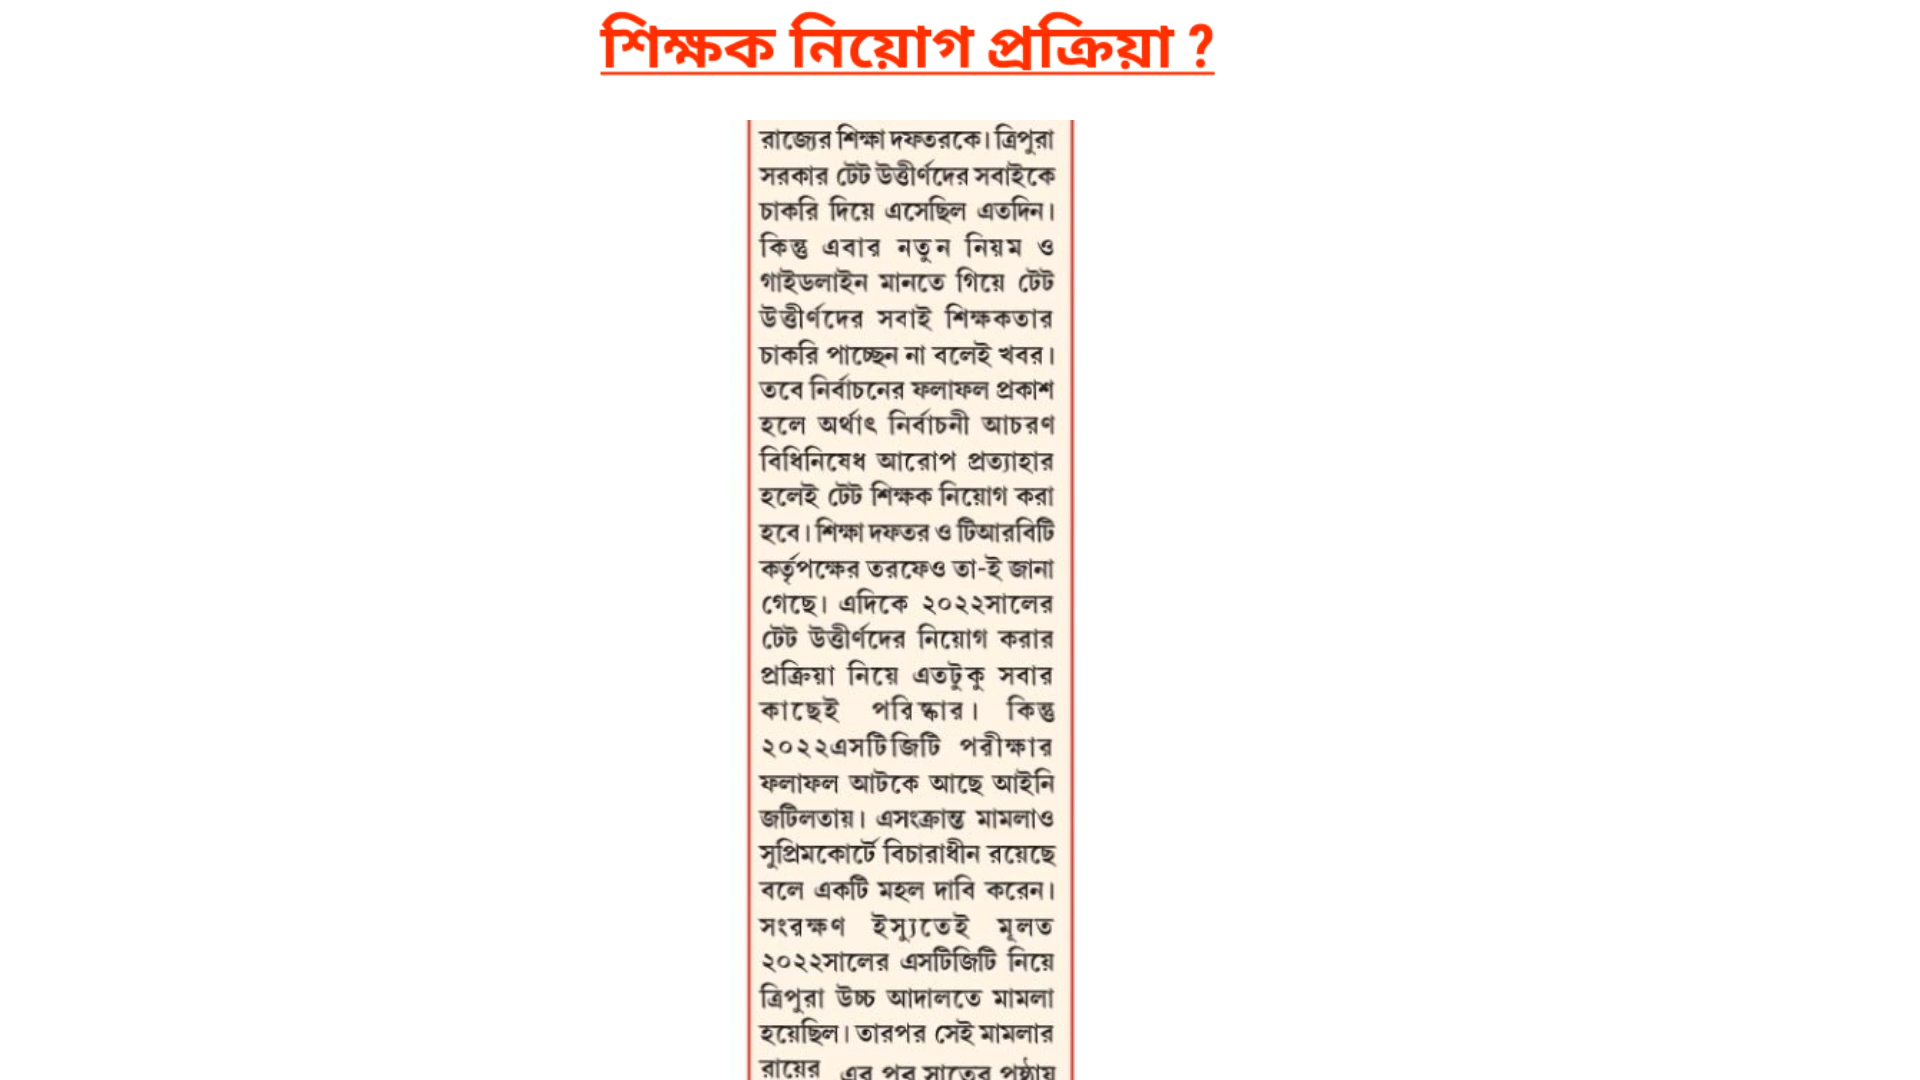 শিক্ষক নিয়োগ প্রক্রিয়া ?
রাজ্যের শিক্ষা দফতরকে। ত্রিপুরা
সরকার টেট উত্তীর্ণদের সবাইকে
চাকরি দিয়ে এসেছিল এতদিন।
কিন্তু এবার নতুন নিয়ম ও
গাইডলাইন মানতে গিয়ে টেট
উত্তীর্ণদের সবাই শিক্ষকতার
চাকরি পাচ্ছেন না বলেই খবর।
তবে নির্বাচনের ফলাফল প্রকাশ
হলে অর্থাৎ নির্বাচনী আচরণ
বিধিনিষেধ আরোপ প্রত্যাহার
হলেই টেট শিক্ষক নিয়োগ করা
হবে। শিক্ষা দফতর ও টিআরবিটি
কর্তৃপক্ষের তরফেও তা-ই জানা
গেছে। এদিকে ২০২২সালের
টেট উত্তীর্ণদের নিয়োগ করার
প্রক্রিয়া নিয়ে এতটুকু সবার
কাছেই পরিষ্কার। কিন্তু
২০২২এসটিজিটি পরীক্ষার
ফলাফল আটকে আছে আইনি
জটিলতায়। এসংক্রান্ত মামলাও
সুপ্রিমকোর্টে বিচারাধীন রয়েছে
বলে একটি মহল দাবি করেন।
সংরক্ষণ ইস্যুতেই মূলত
২০২২সালের এসটিজিটি নিয়ে
ত্রিপুরা উচ্চ আদালতে মামলা
হয়েছিল। তারপর সেই মামলার
রায়ের এর পর সাতের পৃষ্ঠায়